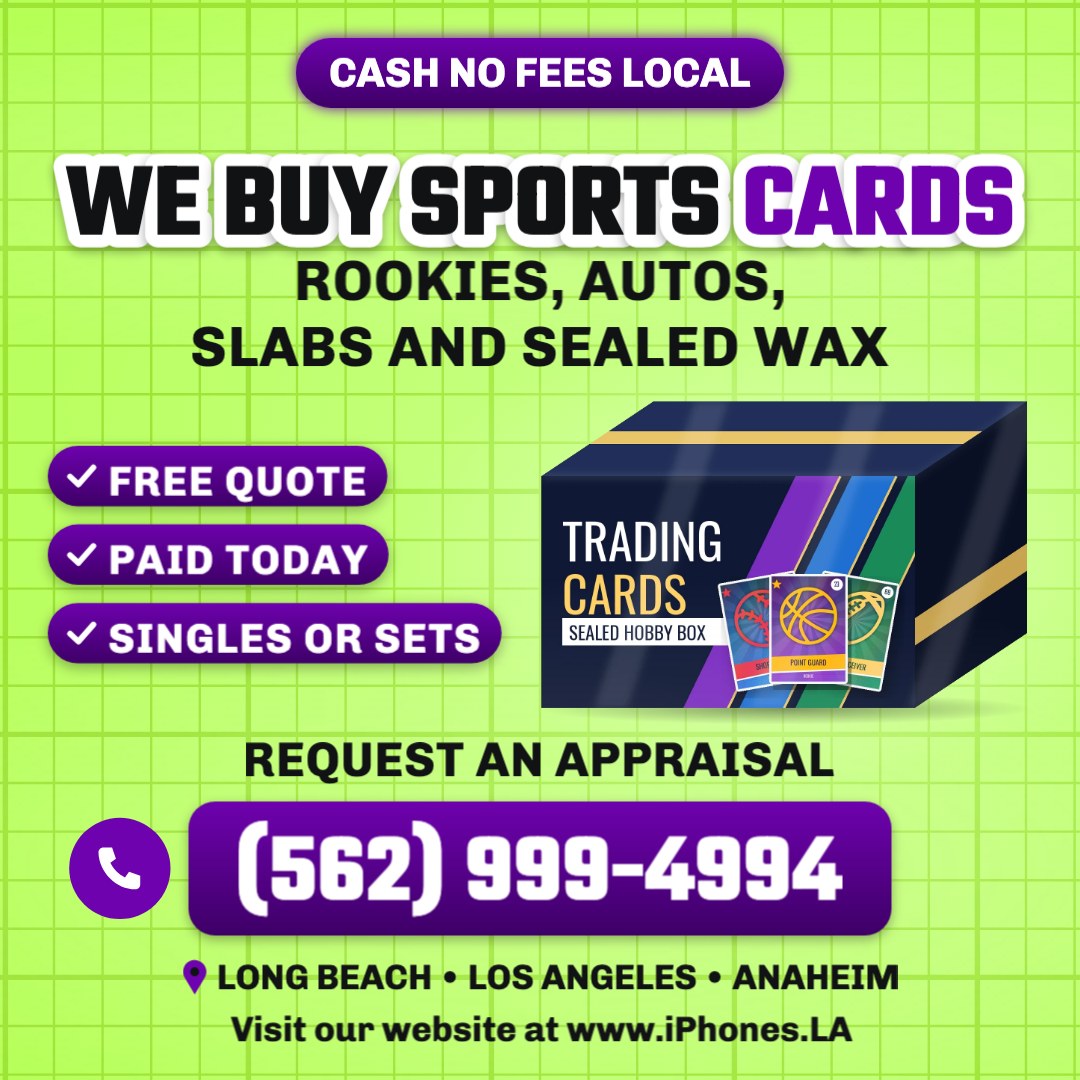 CASH NO FEES LOCAL
WE BUY SPORTS CARDS
ROOKIES, AUTOS,
SLABS AND SEALED WAX
FREE QUOTE
PAID TODAY
SINGLES OR SETS
TRADING
CARDS
SEALED HOBBY BOX
23
88
POINT GUARD
REQUEST AN APPRAISAL
(562) 999-4994
LONG BEACH • LOS ANGELES • ANAHEIM
Visit our website at www.iPhones.LA